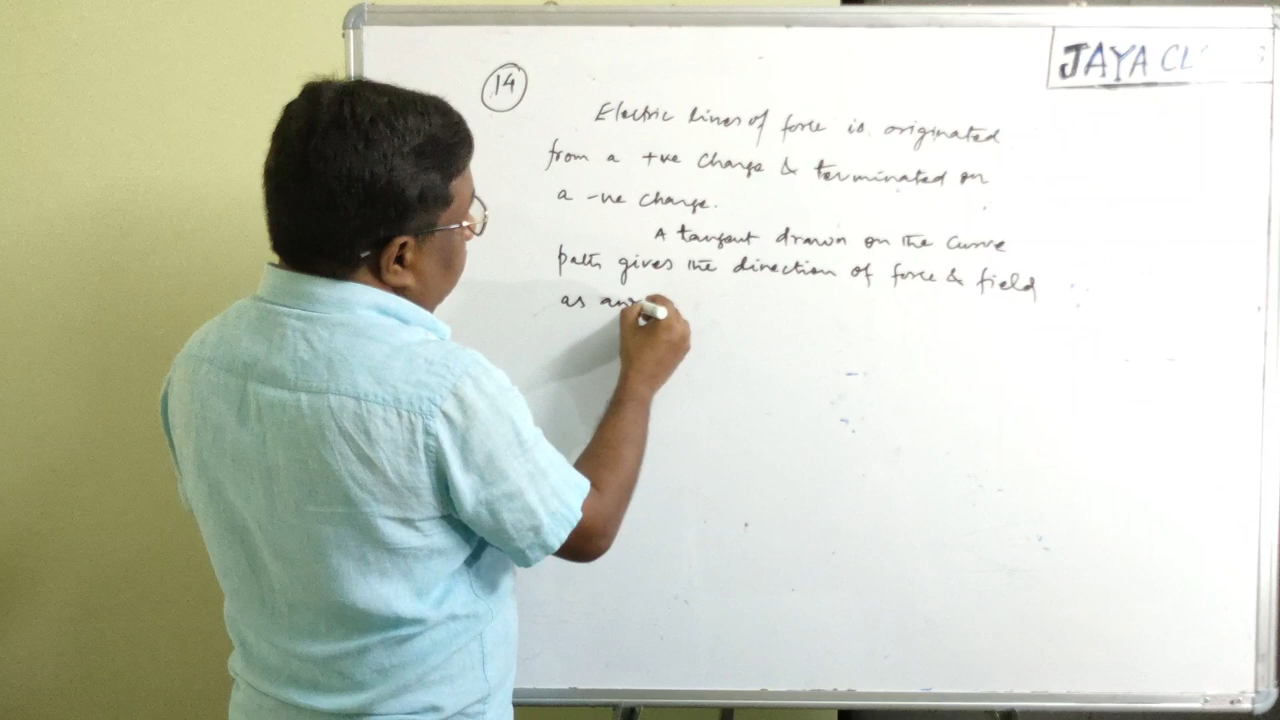 14
JAYA CL
Electric lines of force is originated
from a +ve charge & terminated on
a -ve charge.
A tangent drawn on the curve
path gives the direction of force & field
as